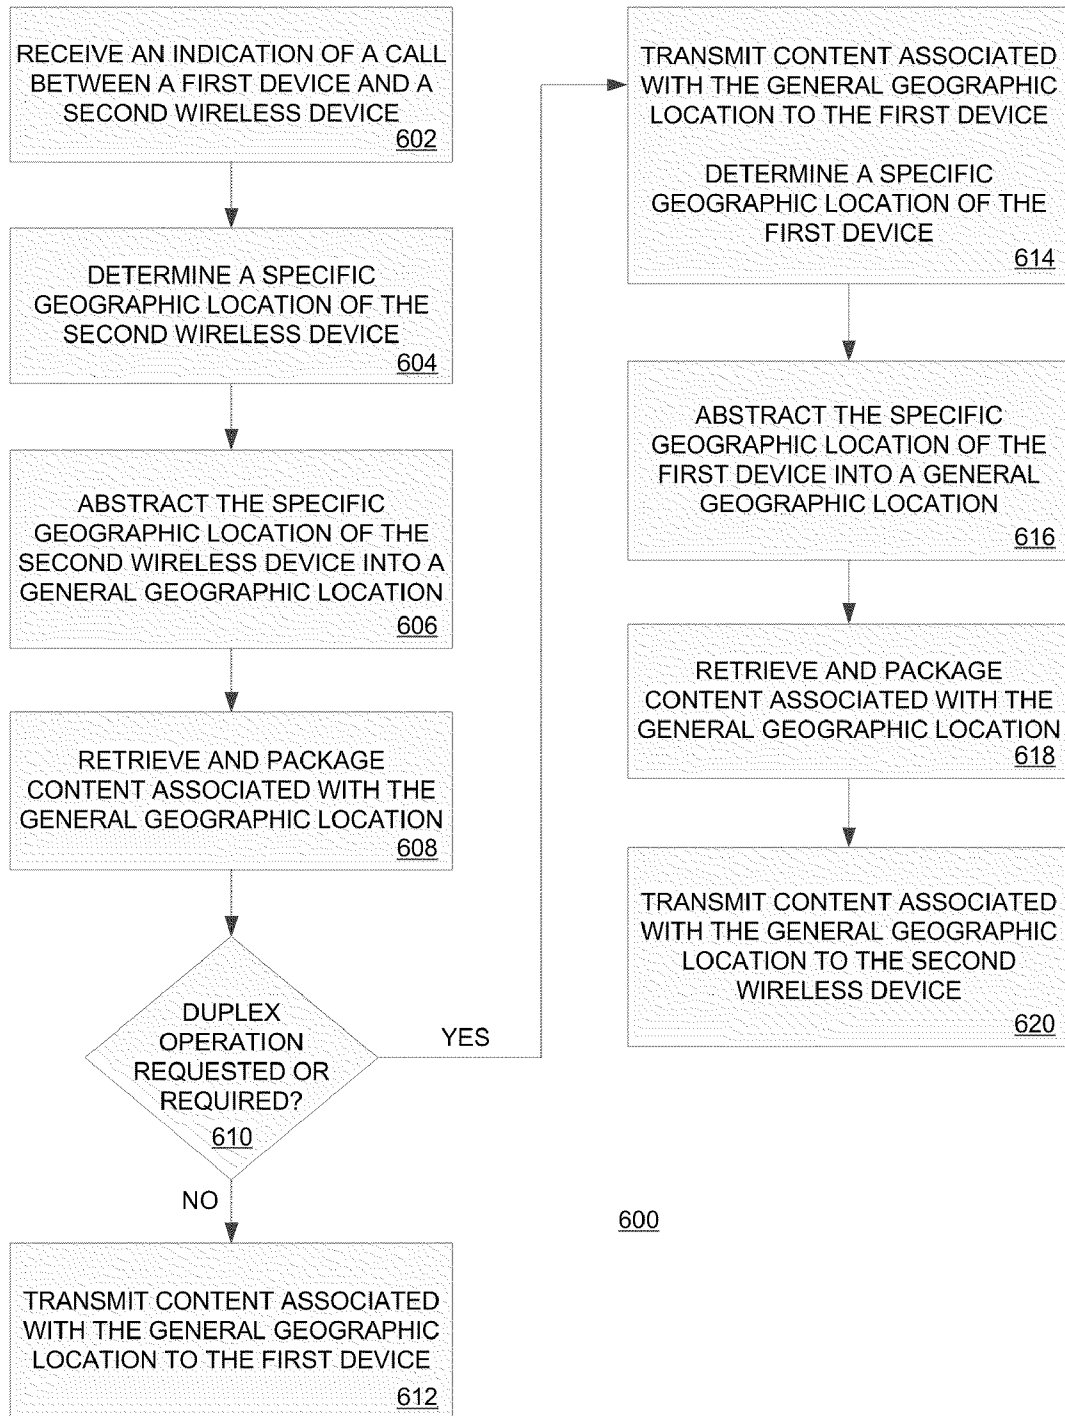 RECEIVE AN INDICATION OF A CALL
BETWEEN A FIRST DEVICE AND A
SECOND WIRELESS DEVICE
602
DETERMINE A SPECIFIC
GEOGRAPHIC LOCATION OF THE
SECOND WIRELESS DEVICE
604
ABSTRACT THE SPECIFIC
GEOGRAPHIC LOCATION OF THE
SECOND WIRELESS DEVICE INTO A
GENERAL GEOGRAPHIC LOCATION
606
RETRIEVE AND PACKAGE
CONTENT ASSOCIATED WITH THE
GENERAL GEOGRAPHIC LOCATION
608
DUPLEX
OPERATION
REQUESTED OR
REQUIRED?
610
YES
NO
TRANSMIT CONTENT ASSOCIATED
WITH THE GENERAL GEOGRAPHIC
LOCATION TO THE FIRST DEVICE
612
TRANSMIT CONTENT ASSOCIATED
WITH THE GENERAL GEOGRAPHIC
LOCATION TO THE FIRST DEVICE
DETERMINE A SPECIFIC
GEOGRAPHIC LOCATION OF THE
FIRST DEVICE
614
ABSTRACT THE SPECIFIC
GEOGRAPHIC LOCATION OF THE
FIRST DEVICE INTO A GENERAL
GEOGRAPHIC LOCATION
616
RETRIEVE AND PACKAGE
CONTENT ASSOCIATED WITH THE
GENERAL GEOGRAPHIC LOCATION
618
TRANSMIT CONTENT ASSOCIATED
WITH THE GENERAL GEOGRAPHIC
LOCATION TO THE SECOND
WIRELESS DEVICE
620
600